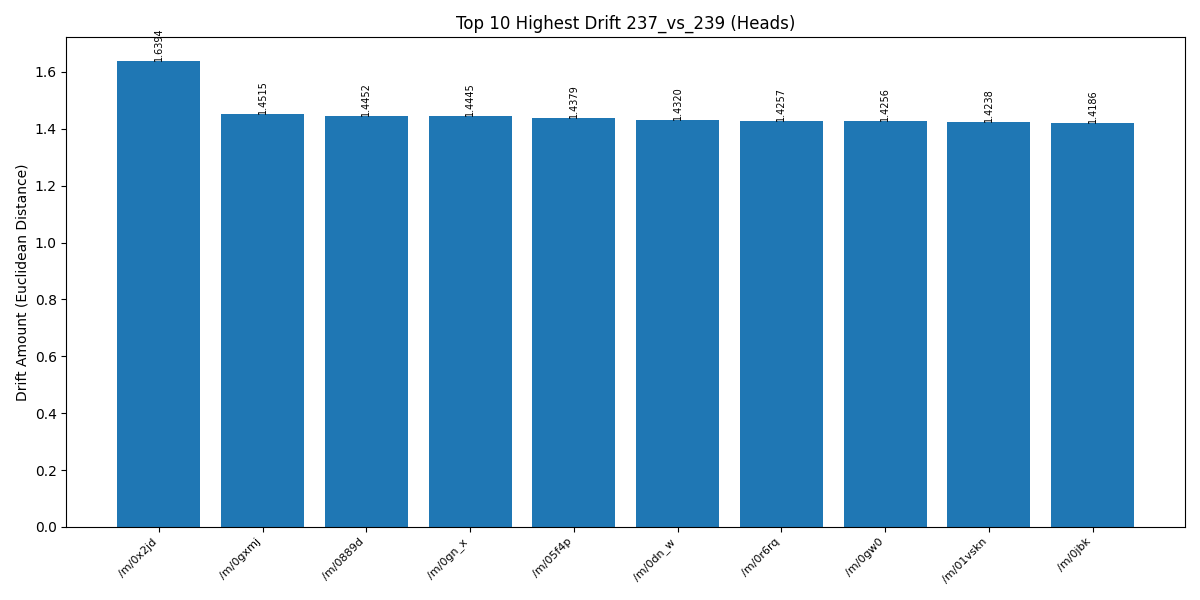 Top 10 Highest Drift 237_vs_239 (Heads)
Drift Amount (Euclidean Distance)
1.6
1.4
1.2
1.0
0.8
0.6
0.4
0.2
0.0
1.6394
1.4515
1.4452
1.4445
1.4379
1.4320
1.4257
1.4256
1.4238
1.4186
/m/0x2jd
/m/0gxmj
/m/0889d
/m/0gn_x
/m/05f4p
/m/0dn_w
/m/0r6rq
/m/0gw0
/m/01vskn
/m/0jbk